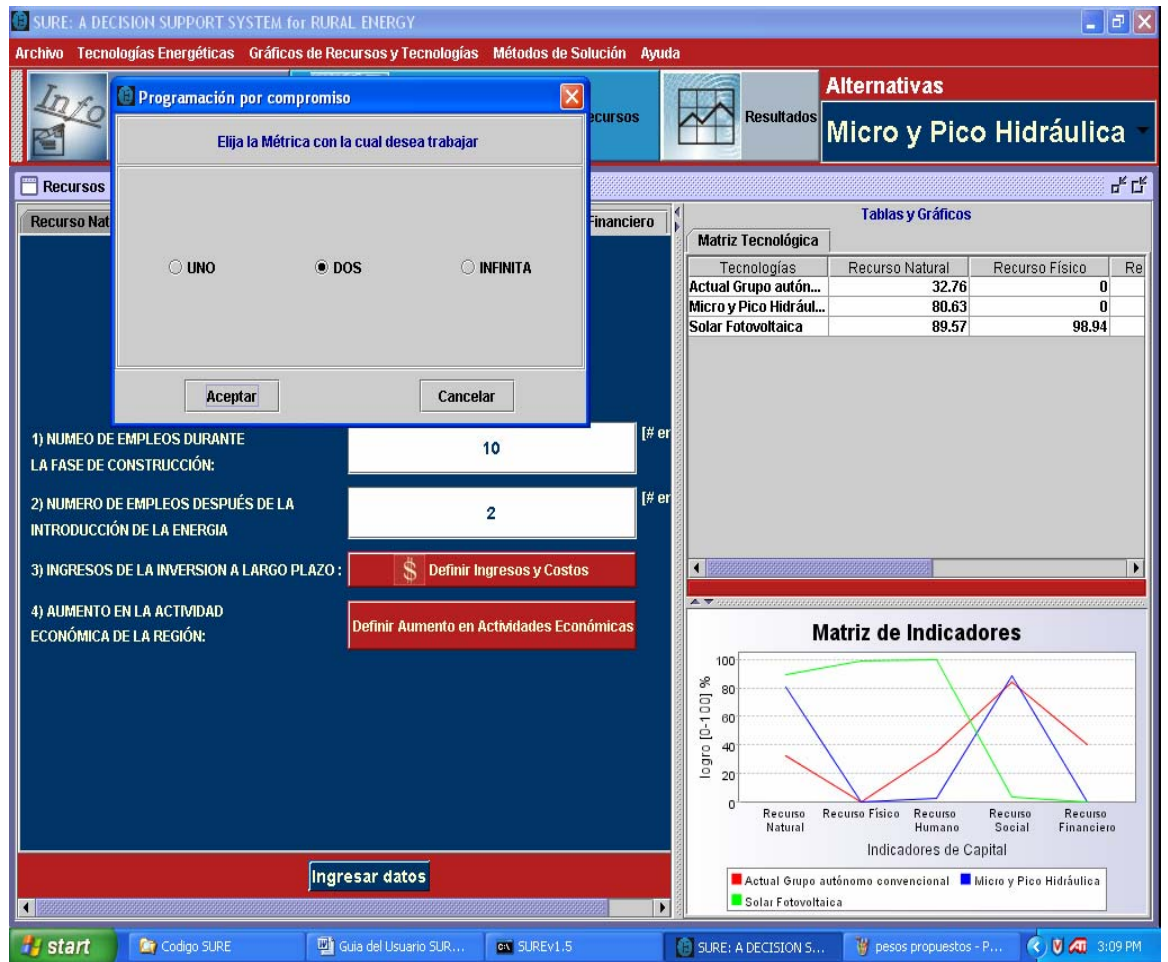 SURE: A DECISION SUPPORT SYSTEM for RURAL ENERGY
Archivo Tecnologías Energéticas Gráficos de Recursos y Tecnologías Métodos de Solución Ayuda
Info
Resultados
Alternativas
Micro y Pico Hidráulica
Programación por compromiso
Elija la Métrica con la cual desea trabajar
UNO DOS INFINITA
Aceptar Cancelar
Recursos
Financiero
1) NUMEO DE EMPLEOS DURANTE
LA FASE DE CONSTRUCCIÓN:
10
2) NUMERO DE EMPLEOS DESPUÉS DE LA
INTRODUCCIÓN DE LA ENERGIA
2
3) INGRESOS DE LA INVERSION A LARGO PLAZO :
$ Definir Ingresos y Costos
4) AUMENTO EN LA ACTIVIDAD
ECONÓMICA DE LA REGIÓN:
Definir Aumento en Actividades Económicas
Ingresar datos
Tablas y Gráficos
Matriz Tecnológica
Tecnologías Recurso Natural Recurso Físico Re
Actual Grupo autón... 32.76 0
Micro y Pico Hidrául... 80.63 0
Solar Fotovoltaica 89.57 98.94
Matriz de Indicadores
logro [0-100] %
100
80
60
40
20
0
Recurso Natural
Recurso Físico
Recurso Humano
Recurso Social
Recurso Financiero
Indicadores de Capital
Actual Grupo autónomo convencional Micro y Pico Hidráulica
Solar Fotovoltaica
start Codigo SURE Guia del Usuario SUR... SUREv1.5 SURE: A DECISION S... pesos propuestos - P... 3:09 PM